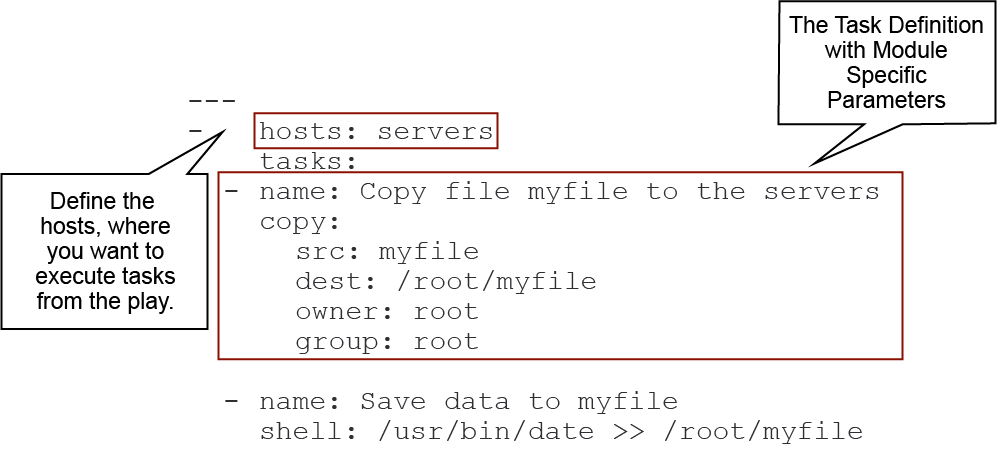 The Task Definition
with Module
Specific
Parameters
---
- hosts: servers
tasks:
- name: Copy file myfile to the servers
copy:
src: myfile
dest: /root/myfile
owner: root
group: root
- name: Save data to myfile
shell: /usr/bin/date >> /root/myfile
Define the
hosts, where
you want to
execute tasks
from the play.